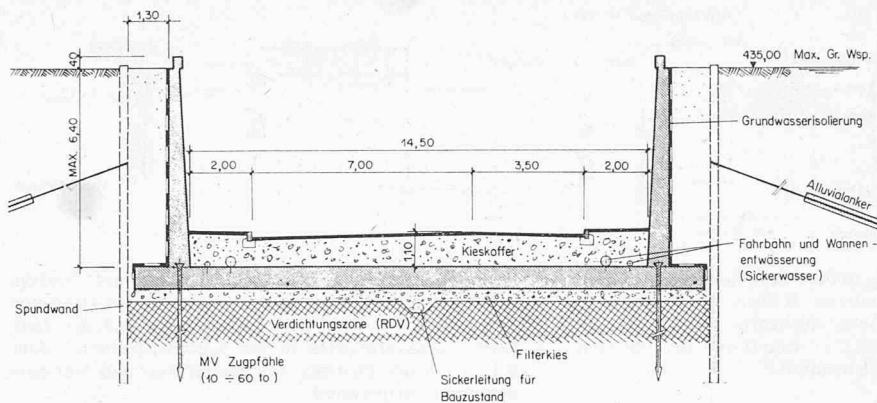 1,30
,40
435,00 Max. Gr. Wsp.
MAX. 6,40
Grundwasserisolierung
14,50
2,00 7,00 3,50 2,00
Alluvialanker
1,10
Kieskoffer
Fahrbahn und Wannen-
entwässerung
(Sickerwasser)
Spundwand
Verdichtungszone (RDV)
MV Zugpfähle
(10 ÷ 60 to)
Filterkies
Sickerleitung für
Bauzustand